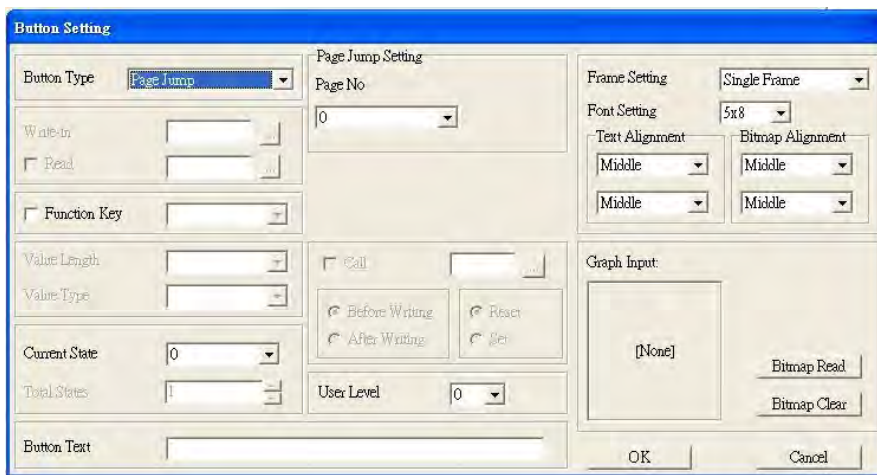 Button Setting
Button Type
Page Jump
Write-In
...
Read
...
Function Key
Value Length
Value Type
Current State
0
Total States
1
Button Text
Page Jump Setting
Page No
0
Call
...
Before Writing
After Writing
Reset
Set
User Level
0
Frame Setting
Single Frame
Font Setting
5x8
Text Alignment
Middle
Middle
Bitmap Alignment
Middle
Middle
Graph Input:
[None]
Bitmap Read
Bitmap Clear
OK
Cancel